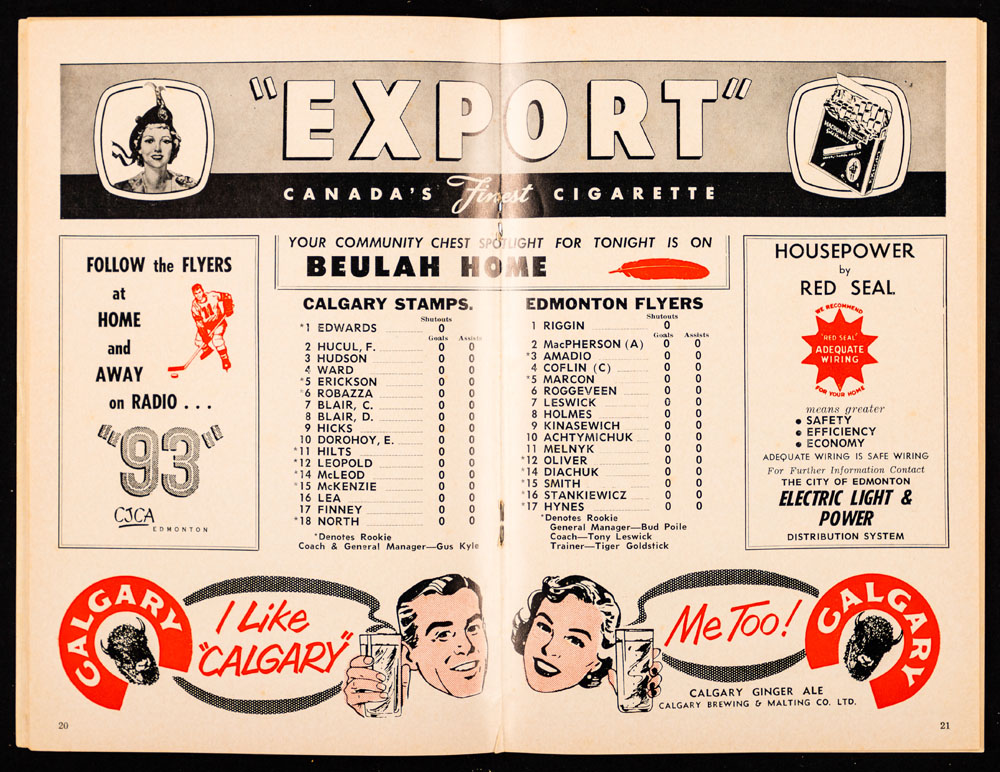 "EXPORT"
CANADA'S Finest CIGARETTE
FOLLOW the FLYERS
at
HOME
and
AWAY
on RADIO . . .
"93"
CJCA
EDMONTON
YOUR COMMUNITY CHEST SPOTLIGHT FOR TONIGHT IS ON
BEULAH HOME
CALGARY STAMPS.
Shutouts
*1 EDWARDS 0
Goals Assists
2 HUCUL, F. 0 0
3 HUDSON 0 0
4 WARD 0 0
*5 ERICKSON 0 0
*6 ROBAZZA 0 0
7 BLAIR, C. 0 0
8 BLAIR, D. 0 0
9 HICKS 0 0
10 DOROHOY, E. 0 0
*11 HILTS 0 0
*12 LEOPOLD 0 0
*14 McLEOD 0 0
*15 McKENZIE 0 0
16 LEA 0 0
17 FINNEY 0 0
*18 NORTH 0 0
*Denotes Rookie
Coach & General Manager—Gus Kyle
EDMONTON FLYERS
Shutouts
1 RIGGIN 0
Goals Assists
2 MacPHERSON (A) 0 0
*3 AMADIO 0 0
4 COFLIN (C) 0 0
*5 MARCON 0 0
6 ROGGEVEEN 0 0
7 LESWICK 0 0
8 HOLMES 0 0
9 KINASEWICH 0 0
10 ACHTYMICHUK 0 0
11 MELNYK 0 0
*12 OLIVER 0 0
*14 DIACHUK 0 0
*15 SMITH 0 0
*16 STANKIEWICZ 0 0
*17 HYNES 0 0
*Denotes Rookie
General Manager—Bud Poile
Coach—Tony Leswick
Trainer—Tiger Goldstick
HOUSEPOWER
by
RED SEAL
WE RECOMMEND
"RED SEAL"
ADEQUATE
WIRING
FOR YOUR HOME
means greater
● SAFETY
● EFFICIENCY
● ECONOMY
ADEQUATE WIRING IS SAFE WIRING
For Further Information Contact
THE CITY OF EDMONTON
ELECTRIC LIGHT &
POWER
DISTRIBUTION SYSTEM
CALGARY
I Like
"CALGARY"
Me Too!
CALGARY
CALGARY GINGER ALE
CALGARY BREWING & MALTING CO. LTD.
20
21